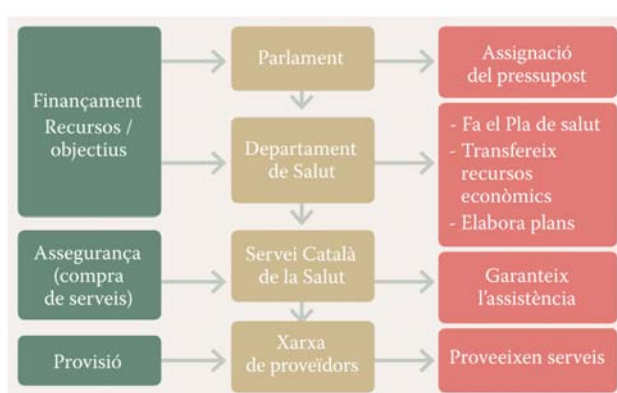 Finançament
Recursos /
objectius
Parlament
Assignació
del pressupost
Departament
de Salut
- Fa el Pla de salut
- Transfereix
recursos
econòmics
- Elabora plans
Assegurança
(compra
de serveis)
Servei Català
de la Salut
Garanteix
l’assistència
Provisió
Xarxa
de proveïdors
Proveeixen serveis